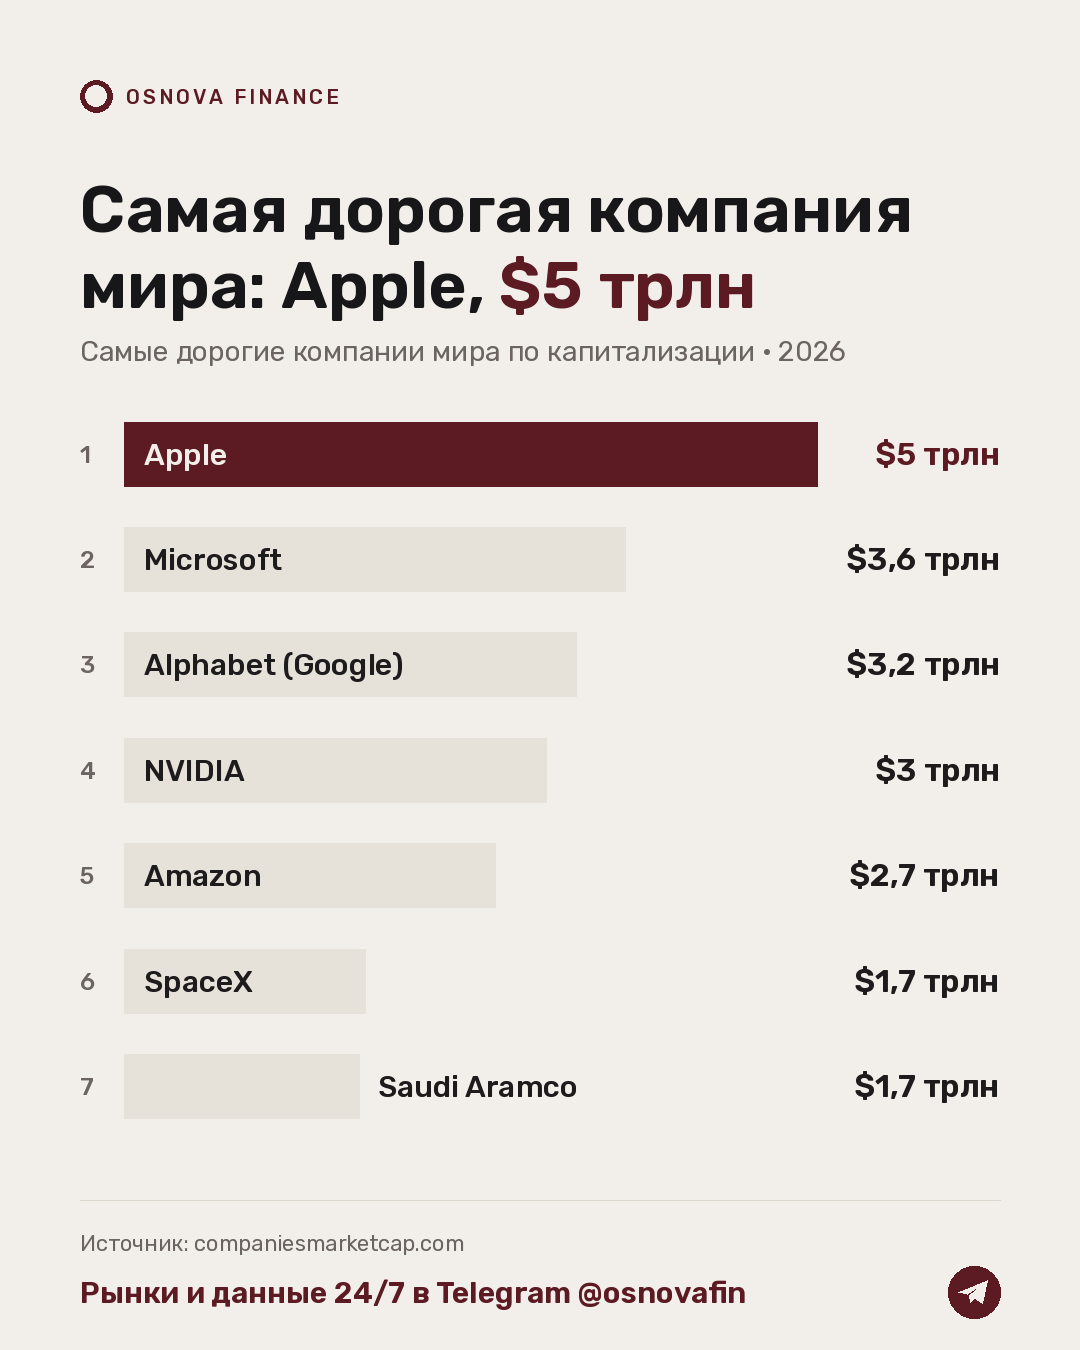 OSNOVA FINANCE
Самая дорогая компания
мира: Apple, $5 трлн
Самые дорогие компании мира по капитализации • 2026
1 Apple $5 трлн
2 Microsoft $3,6 трлн
3 Alphabet (Google) $3,2 трлн
4 NVIDIA $3 трлн
5 Amazon $2,7 трлн
6 SpaceX $1,7 трлн
7 Saudi Aramco $1,7 трлн
Источник: companiesmarketcap.com
Рынки и данные 24/7 в Telegram @osnovafin